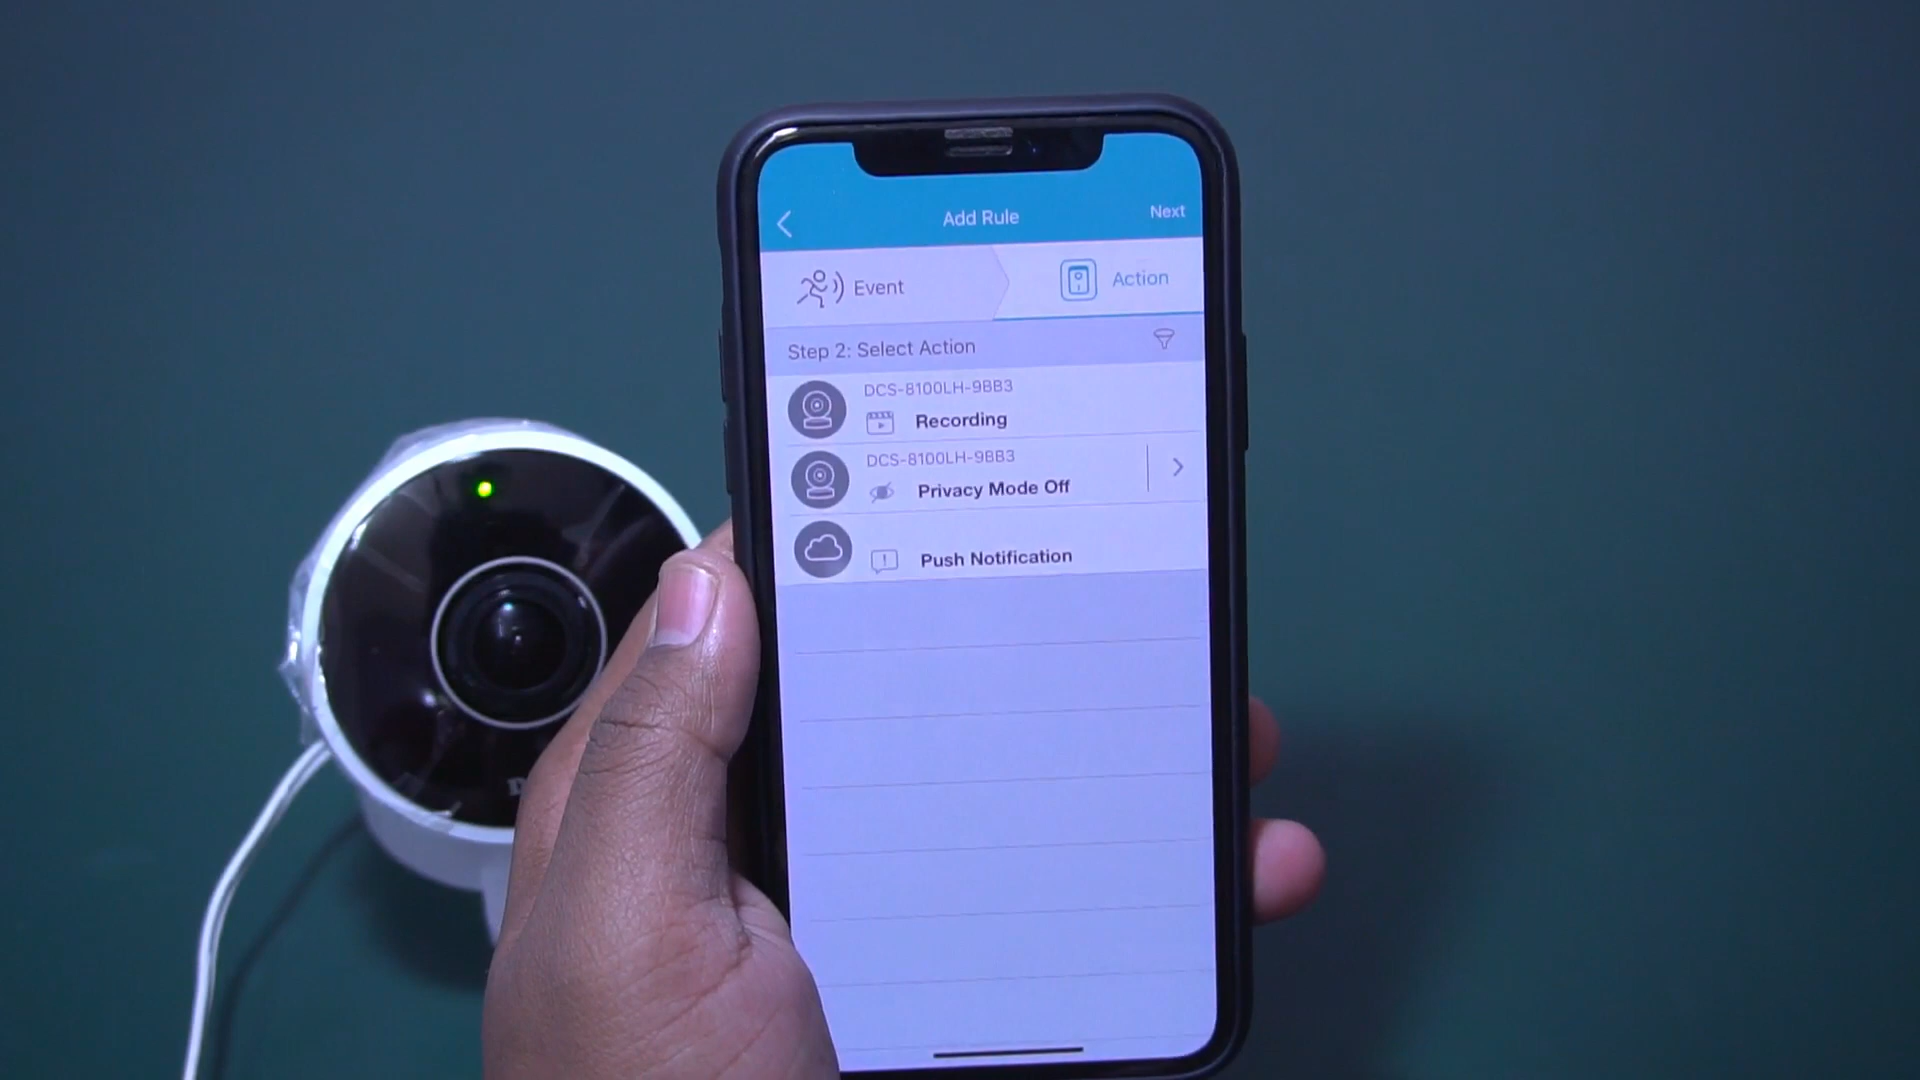 Add Rule
Next
Event
Action
Step 2: Select Action
DCS-8100LH-9BB3
Recording
DCS-8100LH-9BB3
Privacy Mode Off
Push Notification